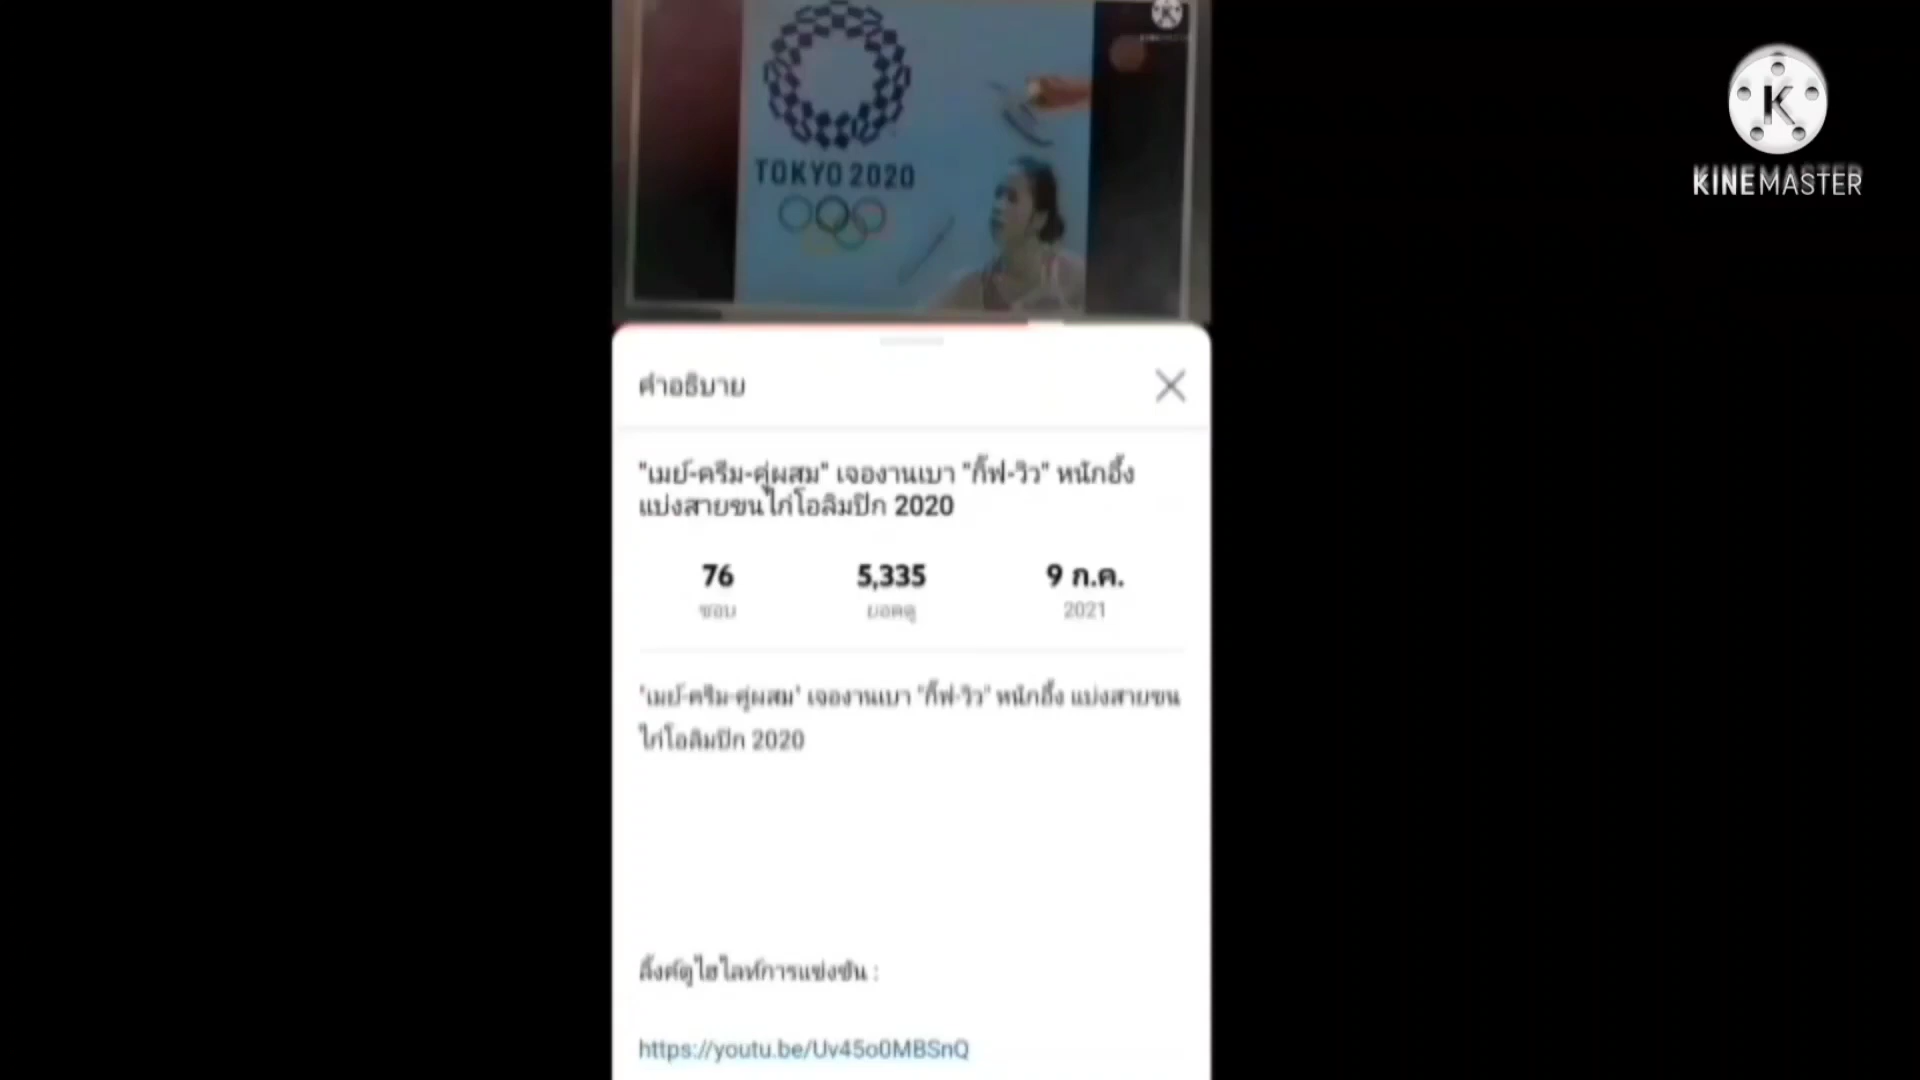 TOKYO 2020
KINEMASTER
คำอธิบาย
"เมย์-ครีม-คู่ผสม" เจองานเบา "กิ๊ฟ-วิว" หนักอึ้ง
แบ่งสายขนไก่โอลิมปิก 2020
76
5,335
9 ก.ค.
ชอบ
ยอดดู
2021
"เมย์-ครีม-คู่ผสม" เจองานเบา "กิ๊ฟ-วิว" หนักอึ้ง แบ่งสายขน
ไก่โอลิมปิก 2020
ลิ้งค์ดูไฮไลท์การแข่งขัน :
https://youtu.be/Uv45o0MBSnQ